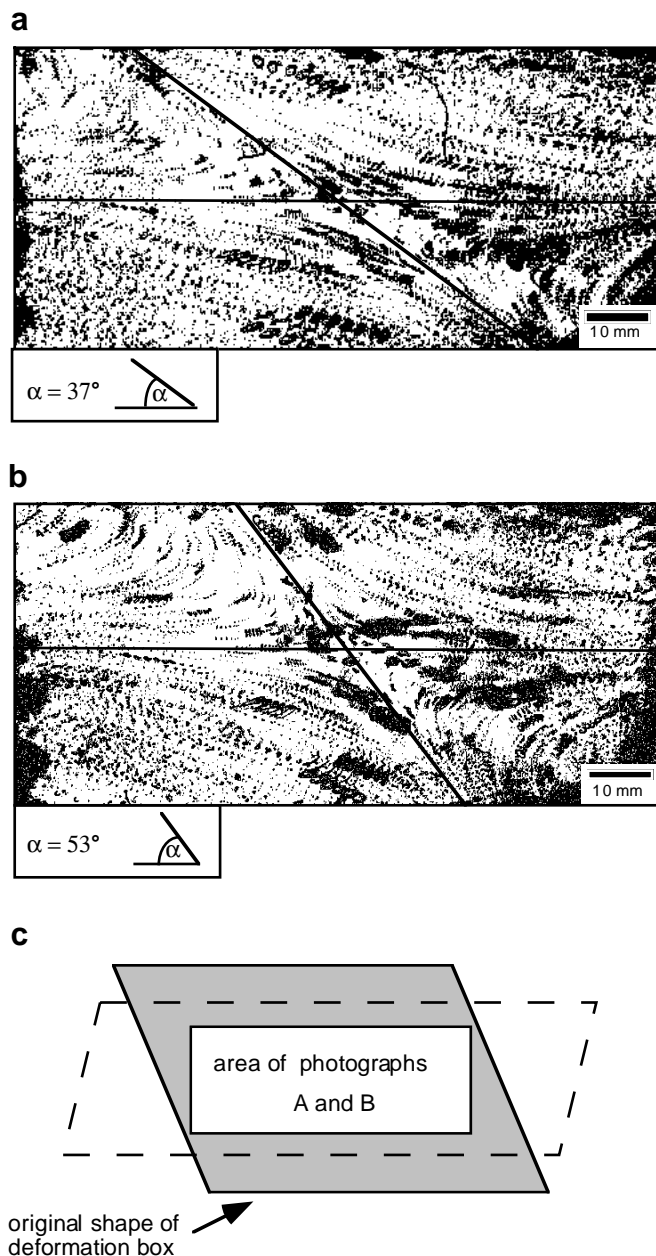 a
10 mm
α = 37°
α
b
10 mm
α = 53°
α
c
area of photographs
A and B
original shape of
deformation box